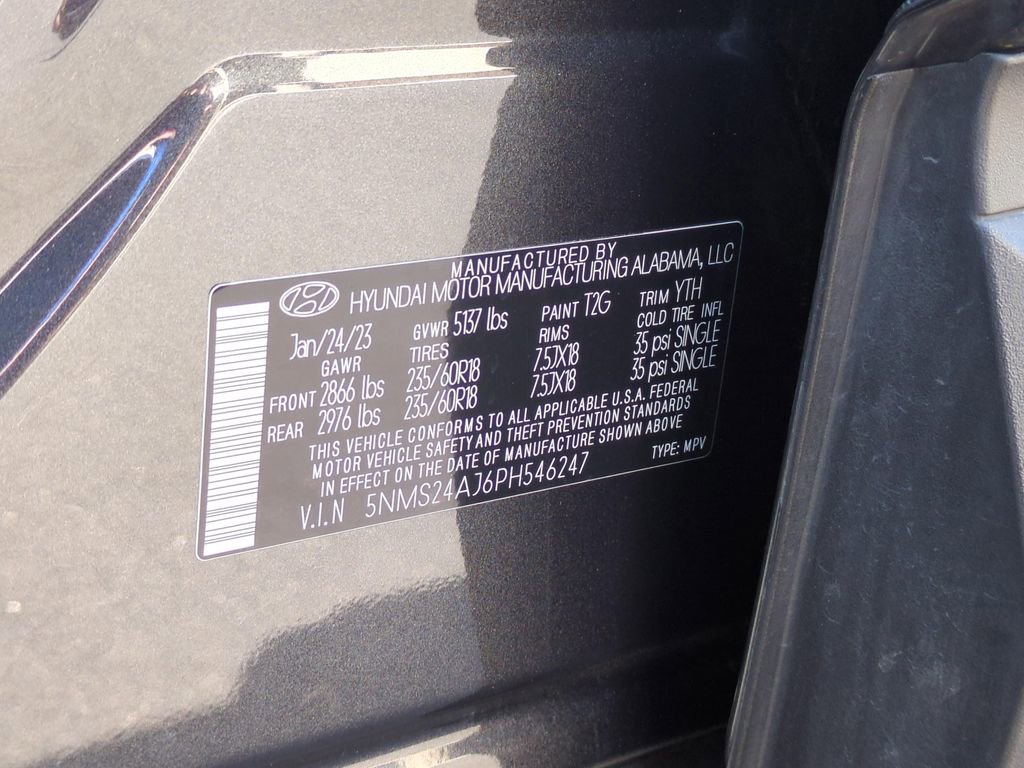 MANUFACTURED BY
HYUNDAI MOTOR MANUFACTURING ALABAMA, LLC
Jan/24/23 GVWR 5137 lbs PAINT T2G TRIM YTH
GAWR TIRES RIMS COLD TIRE INFL
FRONT 2866 lbs 235/60R18 7.5JX18 35 psi SINGLE
REAR 2976 lbs 235/60R18 7.5JX18 35 psi SINGLE
THIS VEHICLE CONFORMS TO ALL APPLICABLE U.S.A. FEDERAL
MOTOR VEHICLE SAFETY AND THEFT PREVENTION STANDARDS
IN EFFECT ON THE DATE OF MANUFACTURE SHOWN ABOVE
V.I.N 5NMS24AJ6PH546247 TYPE: MPV